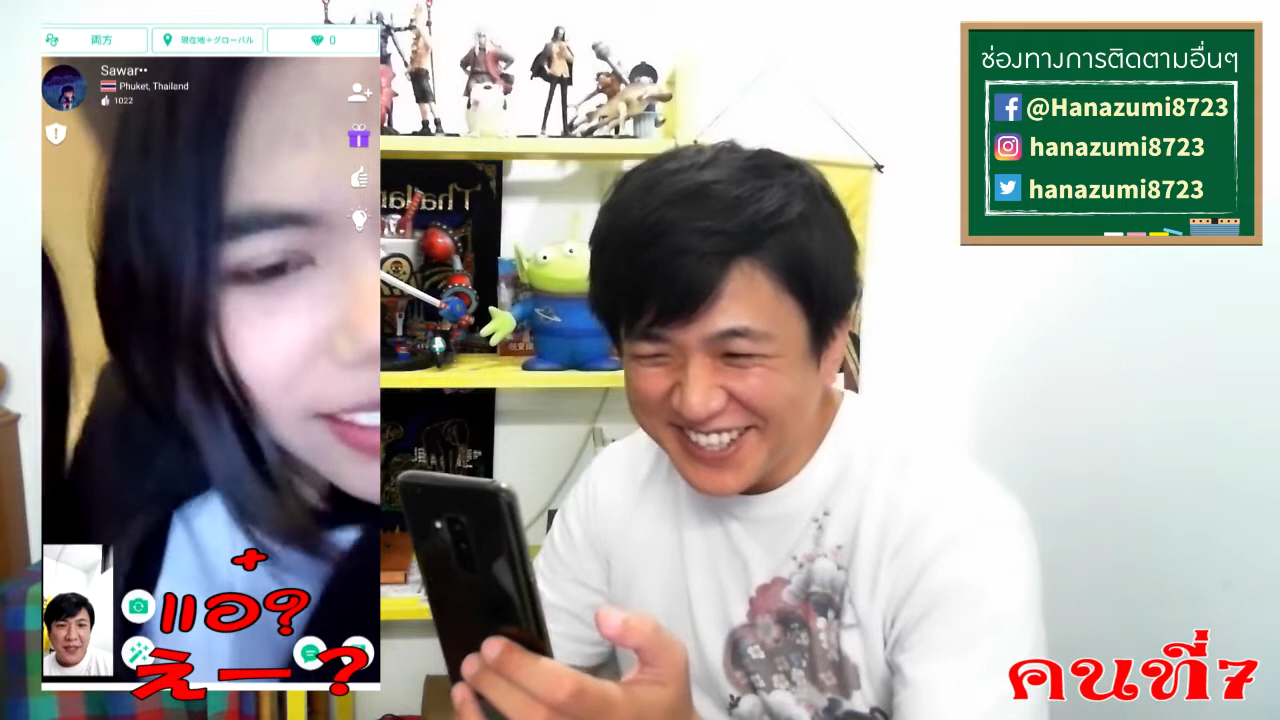 両方
現在地+グローバル
0
Sawar••
Phuket, Thailand
1022
แอ๋?
えー?
ช่องทางการติดตามอื่นๆ
@Hanazumi8723
hanazumi8723
hanazumi8723
คนที่7